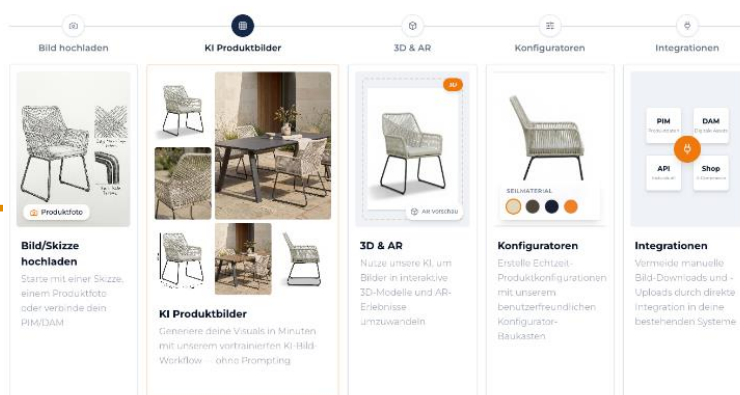 Bild hochladen
KI Produktbilder
3D & AR
Konfiguratoren
Integrationen
Produktfoto
Bild/Skizze
hochladen
Starte mit einer Skizze,
einem Produktfoto
oder verbinde dein
PIM/DAM
KI Produktbilder
Generiere deine Visuals in Minuten
mit unserem vortrainierten KI-Bild-
Workflow — ohne Prompting
3D
AR Vorschau
3D & AR
Nutze unsere KI, um
Bilder in interaktive
3D-Modelle und AR-
Erlebnisse
umzuwandeln
SEILMATERIAL
Konfiguratoren
Erstelle Echtzeit-
Produktkonfigurationen
mit unserem
benutzerfreundlichen
Konfigurator-
Baukasten
PIM
DAM
API
Shop
Integrationen
Vermeide manuelle
Bild-Downloads und -
Uploads durch direkte
Integration in deine
bestehenden Systeme